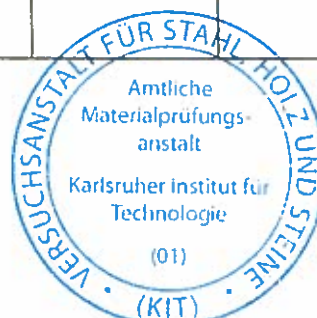 VERSUCHSANSTALT FÜR STAHL, HOLZ UND STEINE
Amtliche
Materialprüfungs-
anstalt
Karlsruher Institut für
Technologie
(01)
• (KIT) •